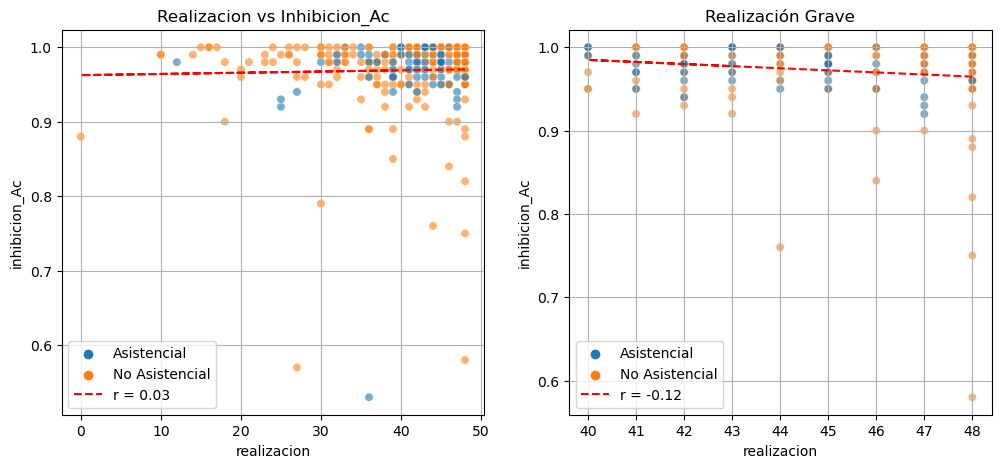 Realizacion vs Inhibicion_Ac
inhibicion_Ac
1.0
0.9
0.8
0.7
0.6
Asistencial
No Asistencial
r = 0.03
0
10
20
30
40
50
realizacion
Realización Grave
inhibicion_Ac
1.0
0.9
0.8
0.7
0.6
Asistencial
No Asistencial
r = -0.12
40
41
42
43
44
45
46
47
48
realizacion